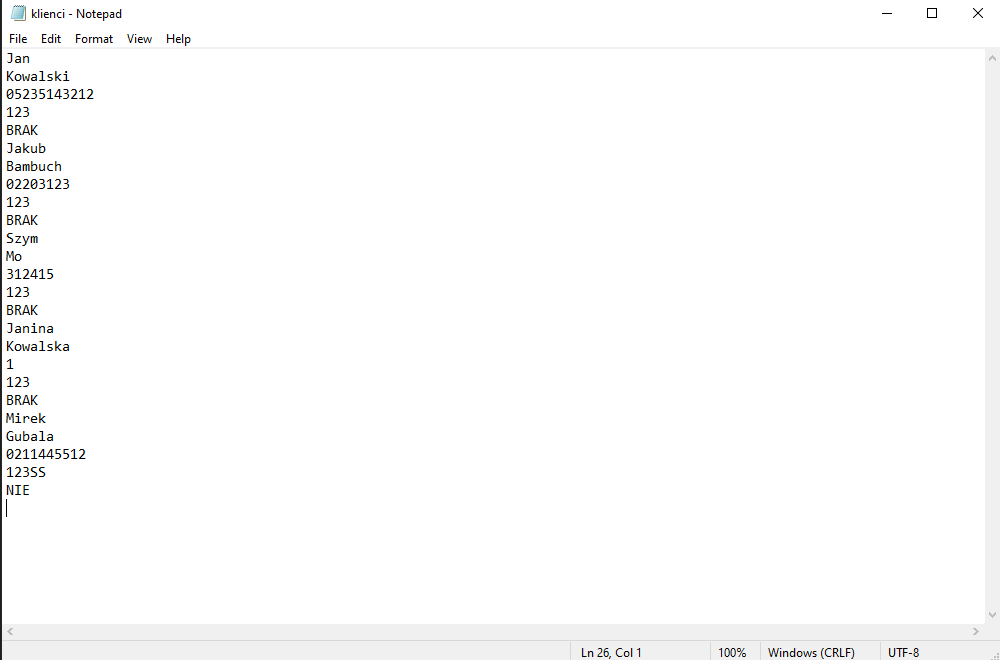 klienci - Notepad
File Edit Format View Help
Jan
Kowalski
05235143212
123
BRAK
Jakub
Bambuch
02203123
123
BRAK
Szym
Mo
312415
123
BRAK
Janina
Kowalska
1
123
BRAK
Mirek
Gubala
0211445512
123SS
NIE
Ln 26, Col 1 100% Windows (CRLF) UTF-8